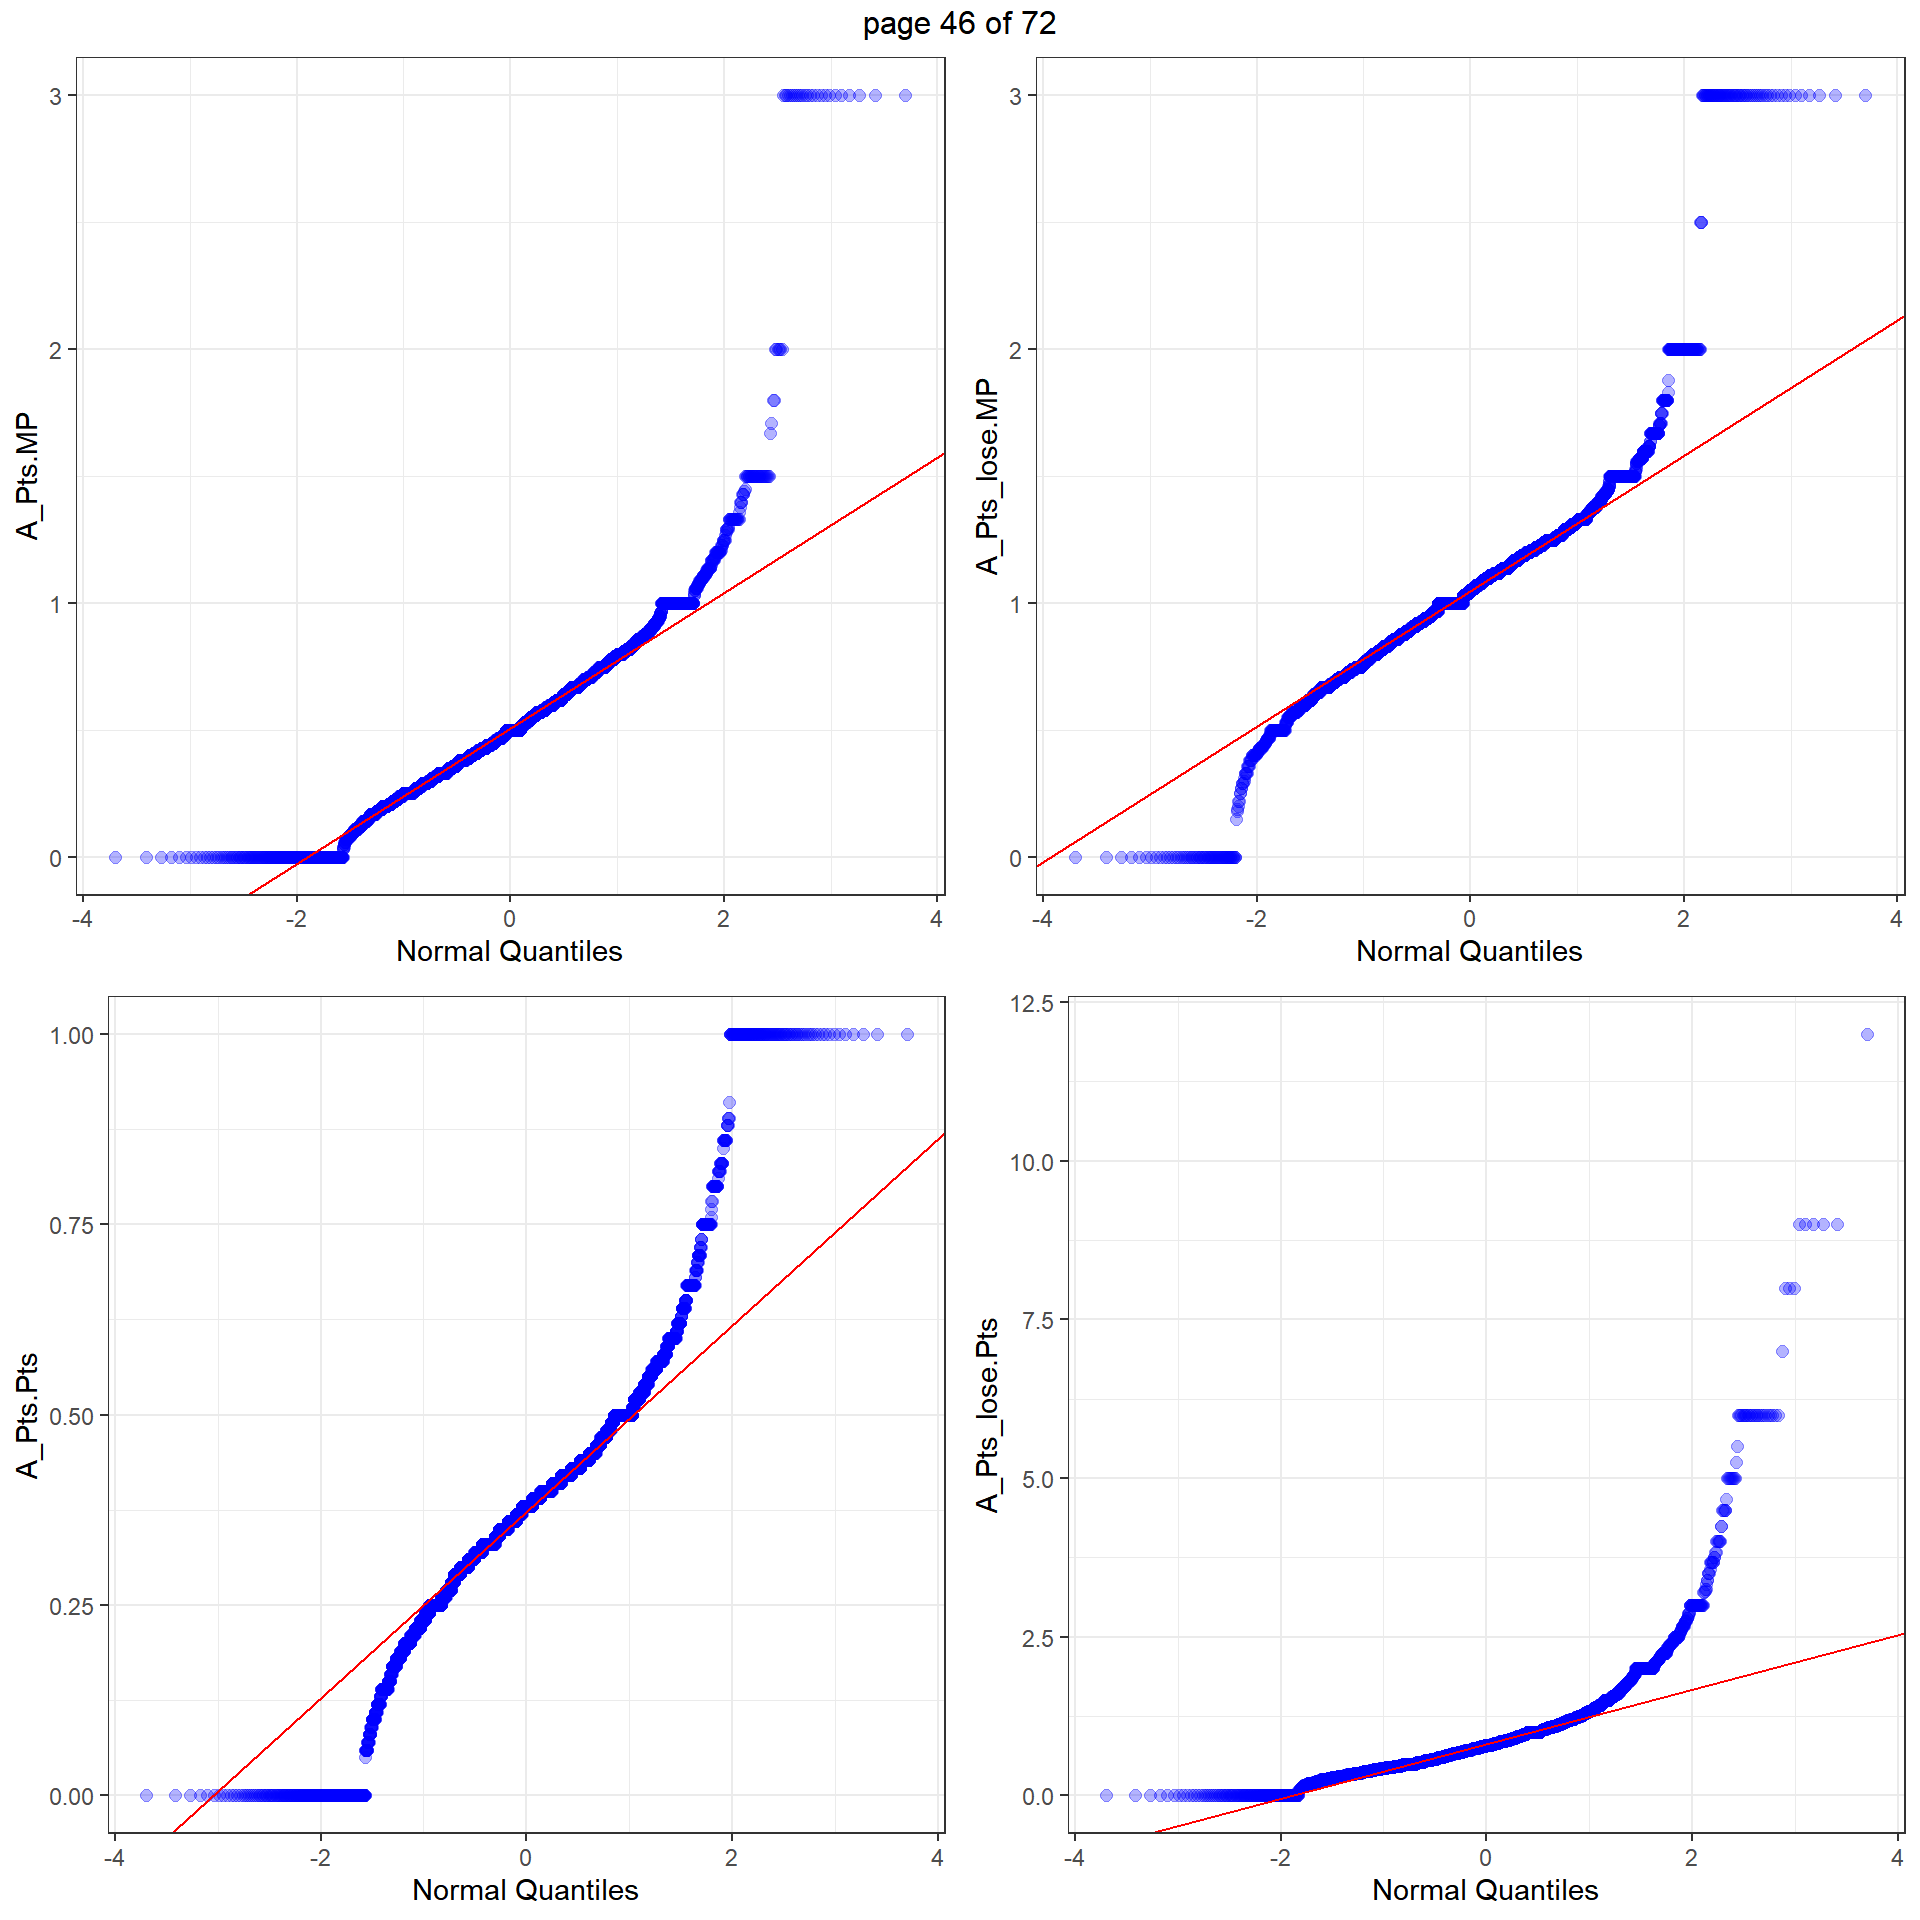 page 46 of 72
A_Pts.MP
3
2
1
0
-4 -2 0 2 4
Normal Quantiles
A_Pts_lose.MP
3
2
1
0
-4 -2 0 2 4
Normal Quantiles
A_Pts.Pts
1.00
0.75
0.50
0.25
0.00
-4 -2 0 2 4
Normal Quantiles
A_Pts_lose.Pts
12.5
10.0
7.5
5.0
2.5
0.0
-4 -2 0 2 4
Normal Quantiles